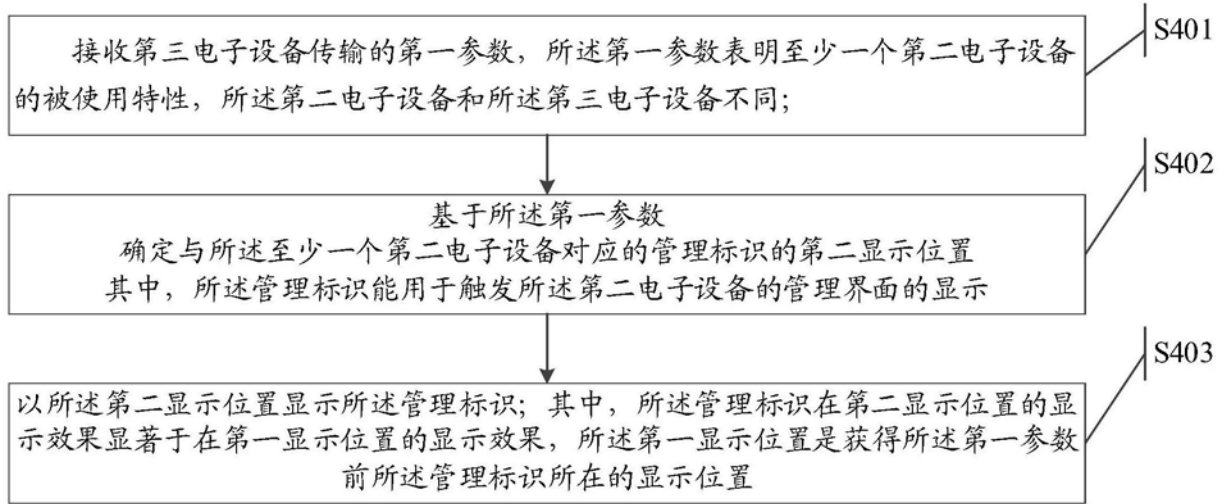 接收第三电子设备传输的第一参数，所述第一参数表明至少一个第二电子设备
的被使用特性，所述第二电子设备和所述第三电子设备不同；
S401
基于所述第一参数
确定与所述至少一个第二电子设备对应的管理标识的第二显示位置
其中，所述管理标识能用于触发所述第二电子设备的管理界面的显示
S402
以所述第二显示位置显示所述管理标识；其中，所述管理标识在第二显示位置的显
示效果显著于在第一显示位置的显示效果，所述第一显示位置是获得所述第一参数
前所述管理标识所在的显示位置
S403